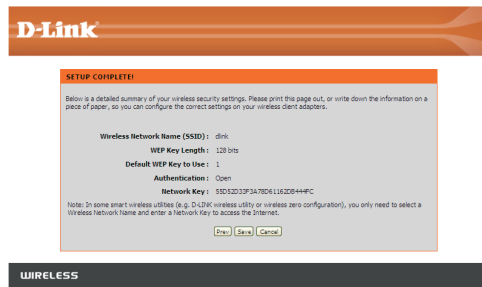 D-Link
SETUP COMPLETE!
Below is a detailed summary of your wireless security settings. Please print this page out, or write down the information on a
piece of paper, so you can configure the correct settings on your wireless client adapters.
Wireless Network Name (SSID) : dlink
WEP Key Length : 128 bits
Default WEP Key to Use : 1
Authentication : Open
Network Key : 55D52D33F3A78D61162DB444FC
Note: In some smart wireless utilities (e.g. D-LINK wireless utility or wireless zero configuration), you only need to select a
Wireless Network Name and enter a Network Key to access the Internet.
Prev Save Cancel
WIRELESS